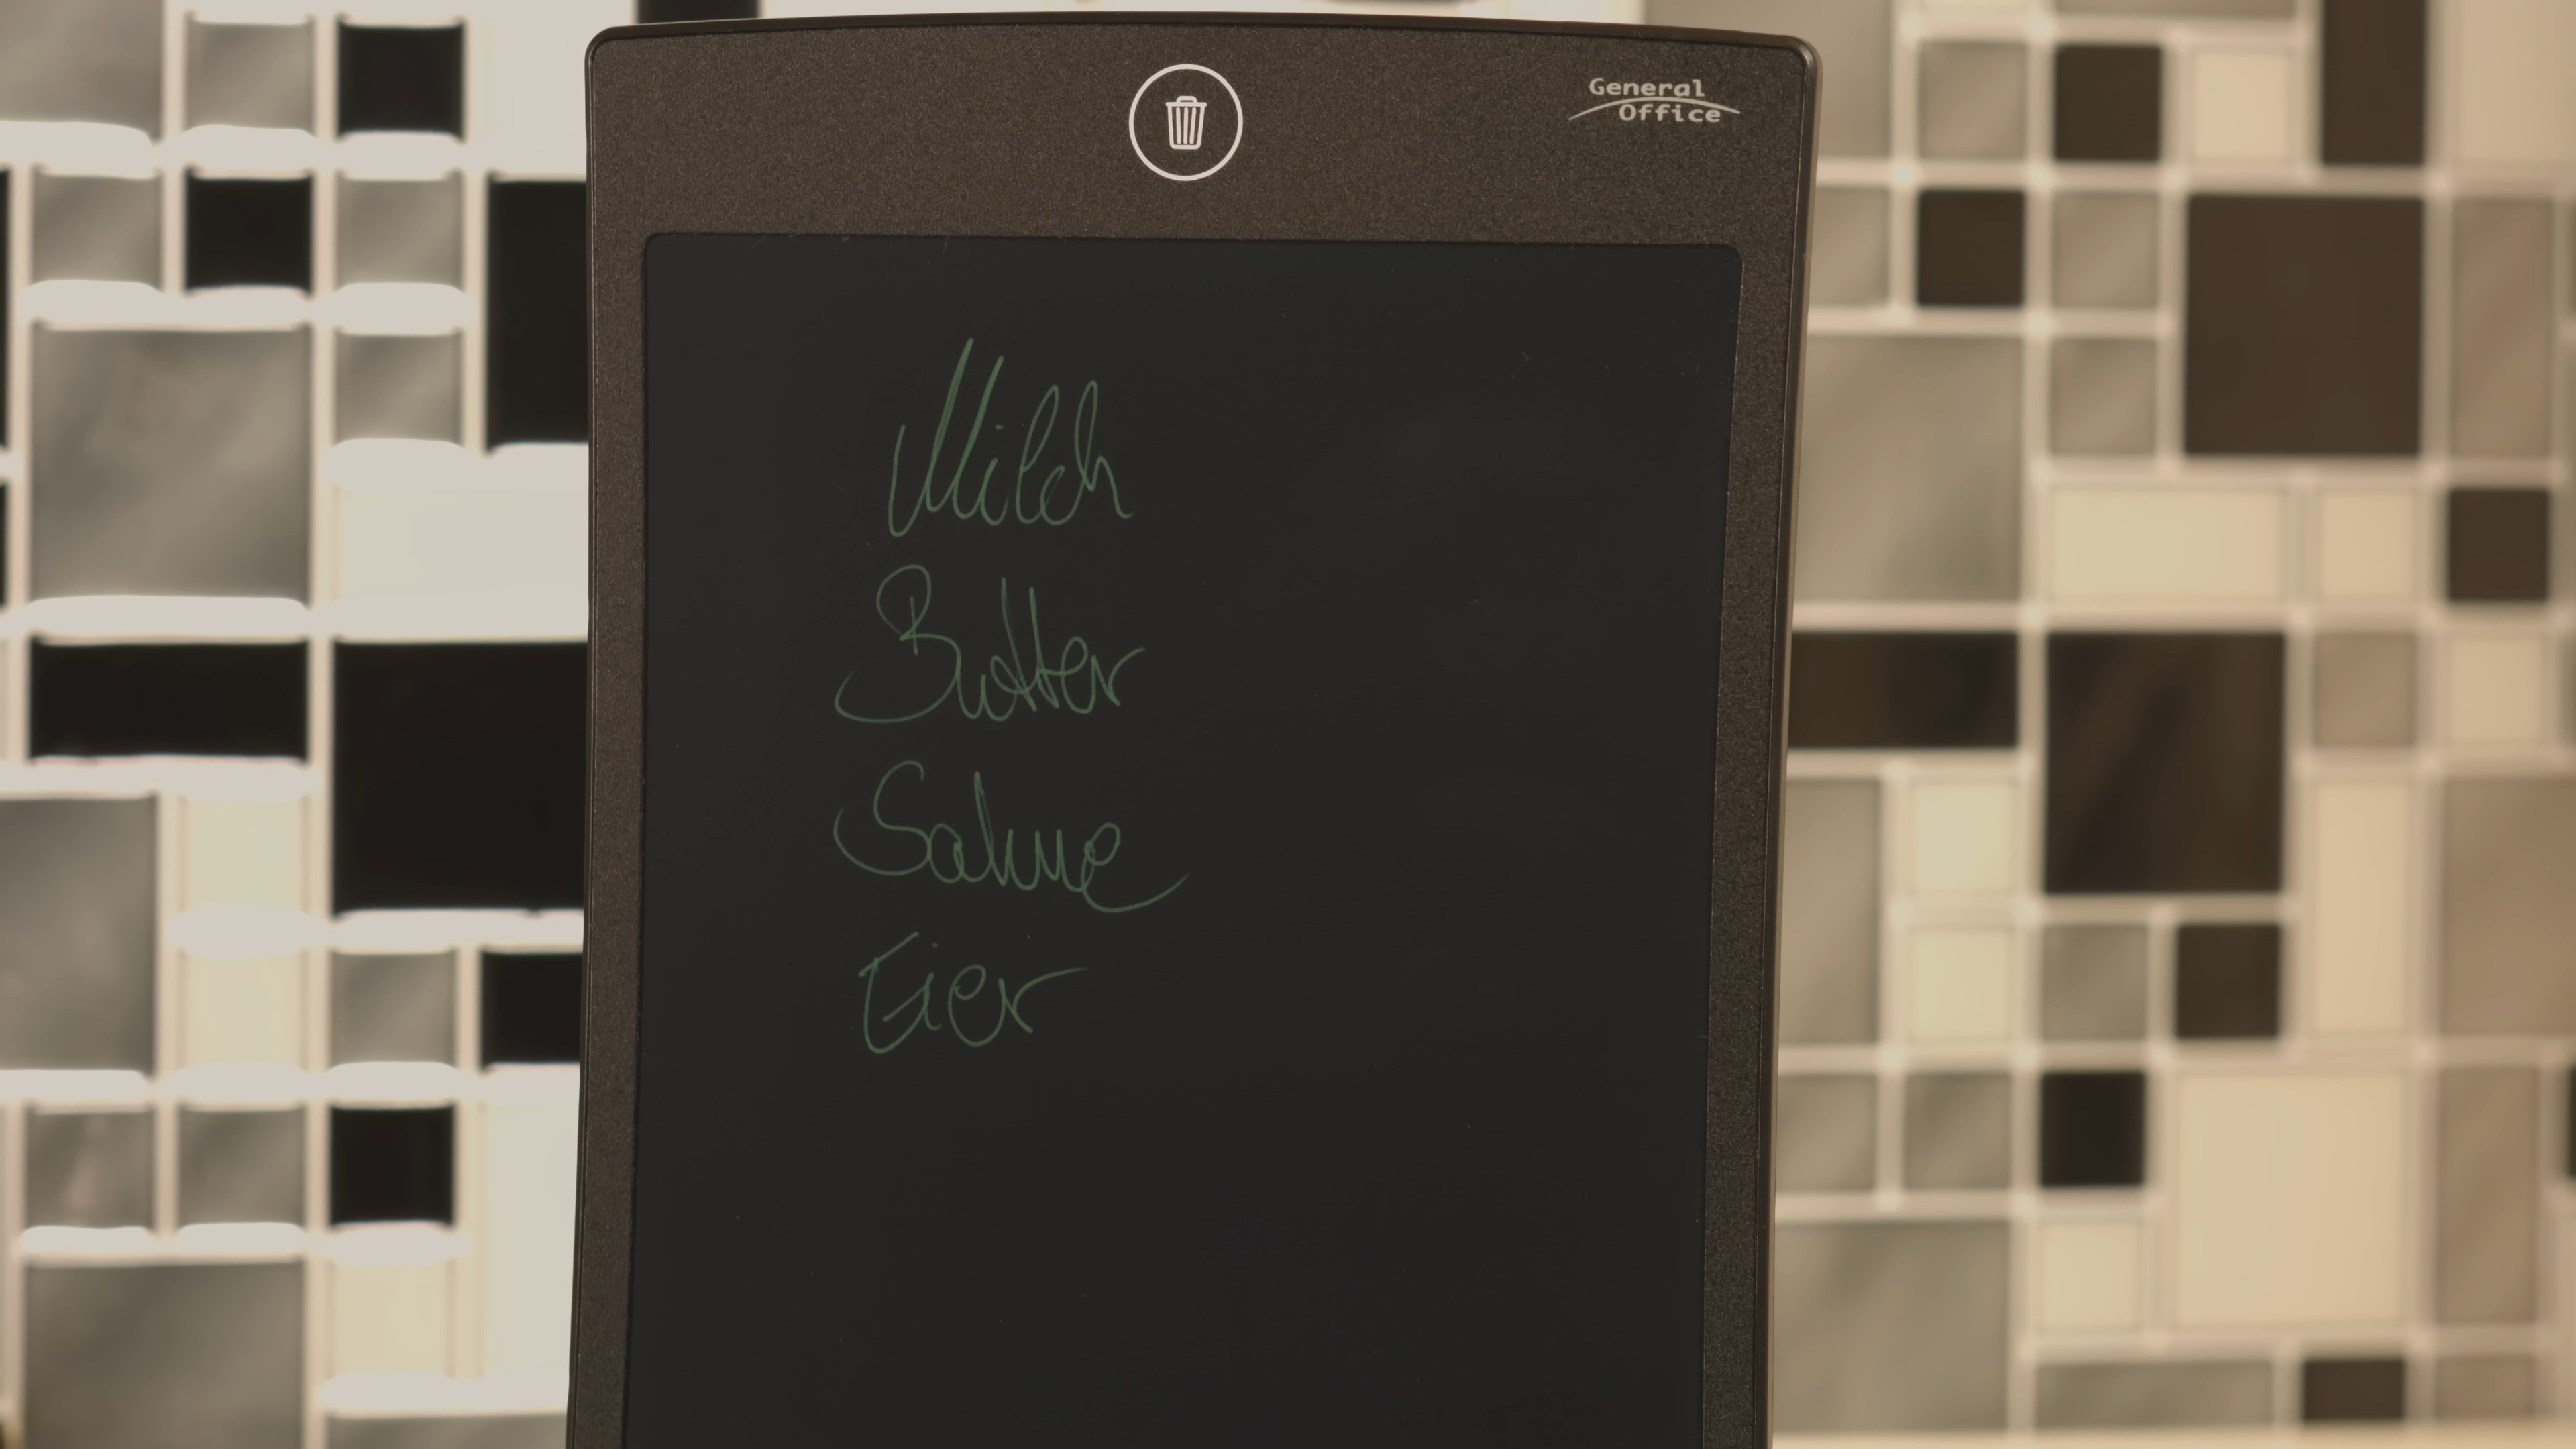 General
Office
Milch
Butter
Sahne
Eier